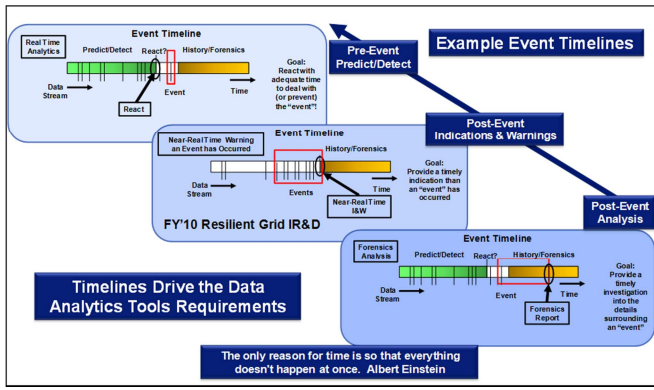 Example Event Timelines
Pre-Event
Predict/Detect
Post-Event
Indications & Warnings
Post-Event
Analysis
Event Timeline
Real Time
Analytics
Predict/Detect
React?
History/Forensics
Data
Stream
React
Event
Time
Goal:
React with
adequate time
to deal with
(or prevent)
the "event"!
Event Timeline
Near-Real Time Warning
an Event has Occurred
History/Forensics
Data
Stream
Events
Time
Near-Real Time
I&W
Goal:
Provide a timely
indication than
an "event" has
occurred
FY'10 Resilient Grid IR&D
Event Timeline
Forensics
Analysis
Predict/Detect
React?
History/Forensics
Data
Stream
Event
Time
Forensics
Report
Goal:
Provide a
timely
investigation
into the
details
surrounding
an "event"
Timelines Drive the Data
Analytics Tools Requirements
The only reason for time is so that everything
doesn't happen at once. Albert Einstein